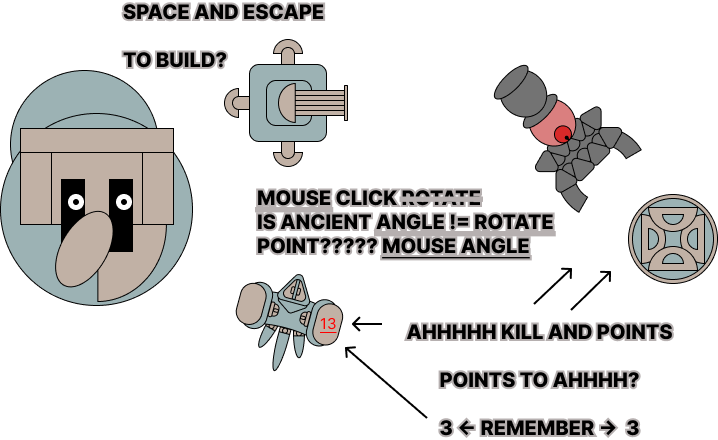 SPACE AND ESCAPE
TO BUILD?
MOUSE CLICK ROTATE
IS ANCIENT ANGLE != ROTATE
POINT????? MOUSE ANGLE
13
AHHHHH KILL AND POINTS
POINTS TO AHHHH?
3 ← REMEMBER → 3